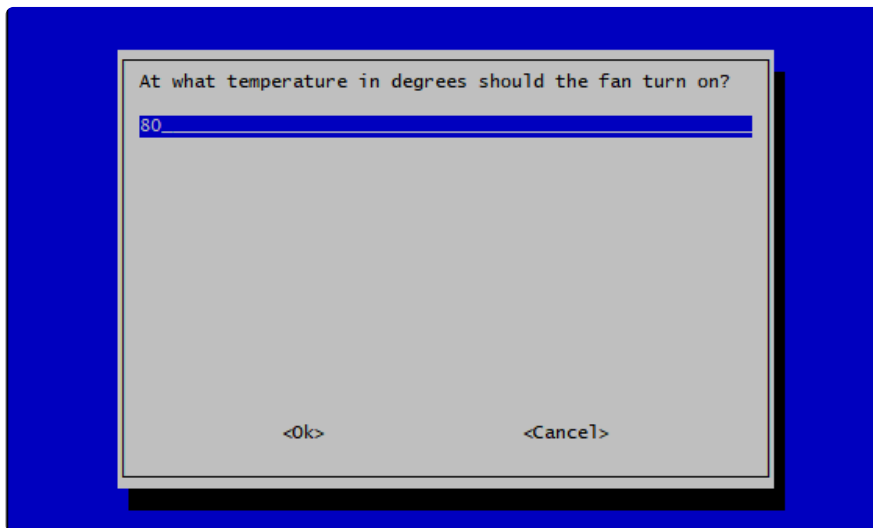 At what temperature in degrees should the fan turn on?
80
<Ok> <Cancel>